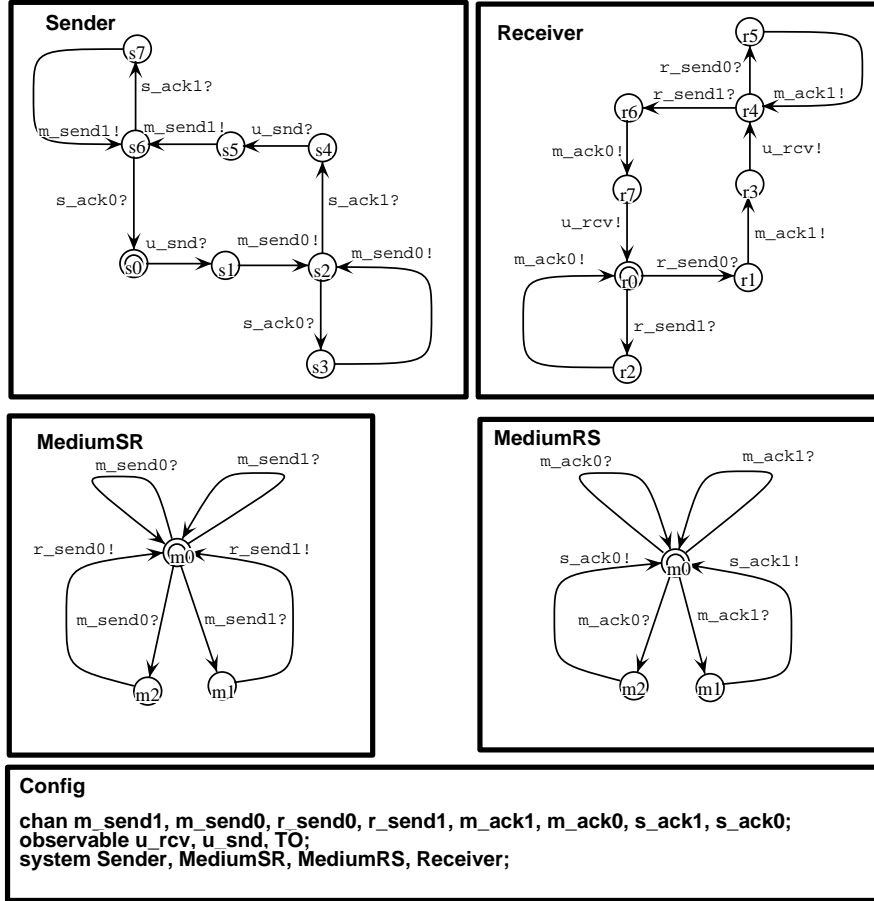 Sender
s7
s_ack1?
m_send1!
m_send1!
u_snd?
s6
s5
s4
s_ack0?
s_ack1?
u_snd?
m_send0!
m_send0!
s0
s1
s2
s_ack0?
s3
Receiver
r5
r_send0?
r_send1?
m_ack1!
r6
r4
m_ack0!
u_rcv!
r7
r3
u_rcv!
m_ack1!
m_ack0!
r_send0?
r0
r1
r_send1?
r2
MediumSR
m_send0?
m_send1?
r_send0!
r_send1!
m0
m_send0?
m_send1?
m2
m1
MediumRS
m_ack0?
m_ack1?
s_ack0!
s_ack1!
m0
m_ack0?
m_ack1?
m2
m1
Config
chan m_send1, m_send0, r_send0, r_send1, m_ack1, m_ack0, s_ack1, s_ack0;
observable u_rcv, u_snd, TO;
system Sender, MediumSR, MediumRS, Receiver;